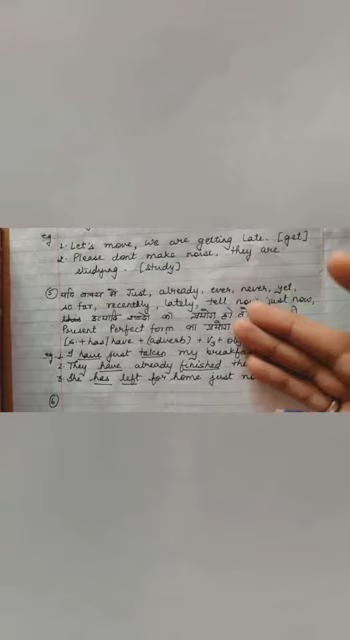 eg 1. Let's move, we are getting late. [get]
2. Please don't make noise, they are
studying. [study]
⑤ यदि वाक्य में Just, already, ever, never, yet,
so far, recently, lately, tell now, just now,
इत्यादि शब्दों का प्रयोग हो
Present Perfect form का प्रयोग
[s + has/have + (adverb) + V3 + obj
eg 1. I have just taken my breakfa
2. They have already finished the
3. She has left for home just n
⑥